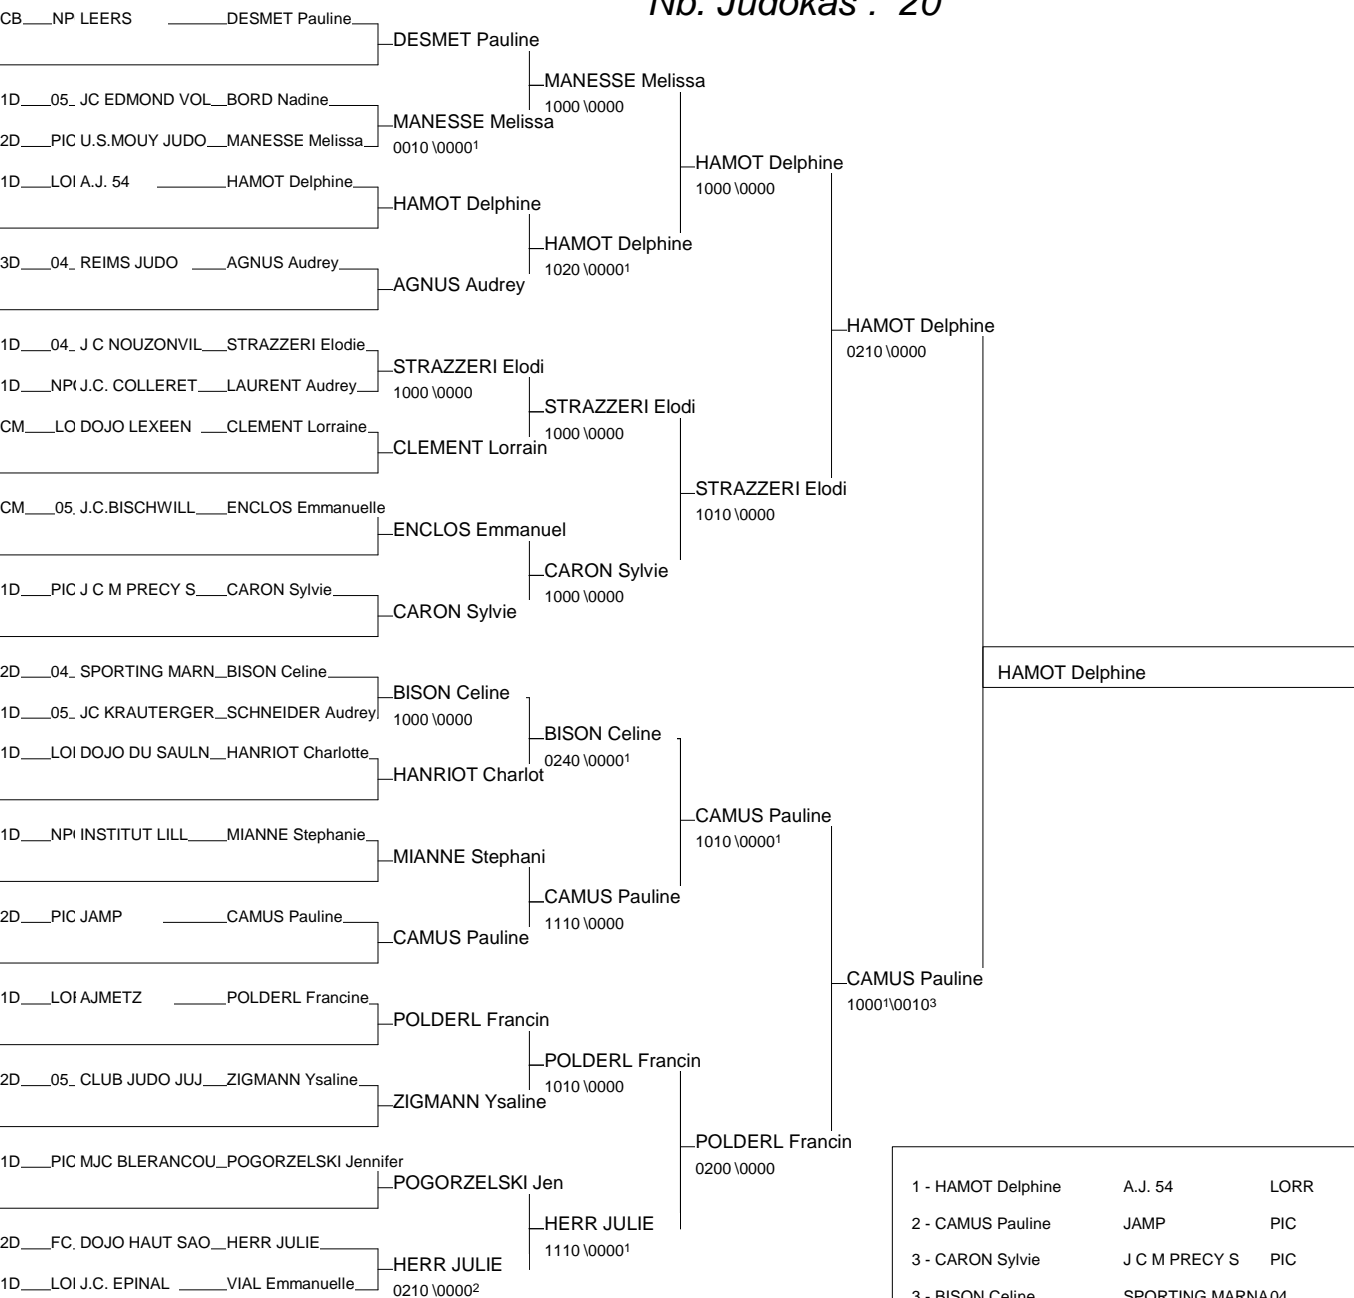 Nb. Judokas : 20
CB NP LEERS DESMET Pauline
DESMET Pauline
MANESSE Melissa
1000 \0000
1D 05 JC EDMOND VOL BORD Nadine
MANESSE Melissa
0010 \00001
2D PIC U.S.MOUY JUDO MANESSE Melissa
HAMOT Delphine
1000 \0000
1D LOI A.J. 54 HAMOT Delphine
HAMOT Delphine
HAMOT Delphine
1020 \00001
3D 04 REIMS JUDO AGNUS Audrey
AGNUS Audrey
HAMOT Delphine
0210 \0000
1D 04 J C NOUZONVIL STRAZZERI Elodie
STRAZZERI Elodi
1000 \0000
1D NP( J.C. COLLERET LAURENT Audrey
STRAZZERI Elodi
1000 \0000
CM LO DOJO LEXEEN CLEMENT Lorraine
CLEMENT Lorrain
STRAZZERI Elodi
1010 \0000
CM 05 J.C.BISCHWILL ENCLOS Emmanuelle
ENCLOS Emmanuel
CARON Sylvie
1000 \0000
1D PIC J C M PRECY S CARON Sylvie
CARON Sylvie
HAMOT Delphine
2D 04 SPORTING MARN BISON Celine
BISON Celine
1000 \0000
1D 05 JC KRAUTERGER SCHNEIDER Audrey
BISON Celine
0240 \00001
1D LOI DOJO DU SAULN HANRIOT Charlotte
HANRIOT Charlot
CAMUS Pauline
1010 \00001
1D NP( INSTITUT LILL MIANNE Stephanie
MIANNE Stephani
CAMUS Pauline
1110 \0000
2D PIC JAMP CAMUS Pauline
CAMUS Pauline
CAMUS Pauline
10001\00103
1D LOI AJMETZ POLDERL Francine
POLDERL Francin
POLDERL Francin
1010 \0000
2D 05 CLUB JUDO JUJ ZIGMANN Ysaline
ZIGMANN Ysaline
POLDERL Francin
0200 \0000
1D PIC MJC BLERANCOU POGORZELSKI Jennifer
POGORZELSKI Jen
HERR JULIE
1110 \00001
2D FC DOJO HAUT SAO HERR JULIE
HERR JULIE
0210 \00002
1D LOI J.C. EPINAL VIAL Emmanuelle
1 - HAMOT Delphine A.J. 54 LORR
2 - CAMUS Pauline JAMP PIC
3 - CARON Sylvie J C M PRECY S PIC
3 - BISON Celine SPORTING MARNA 04